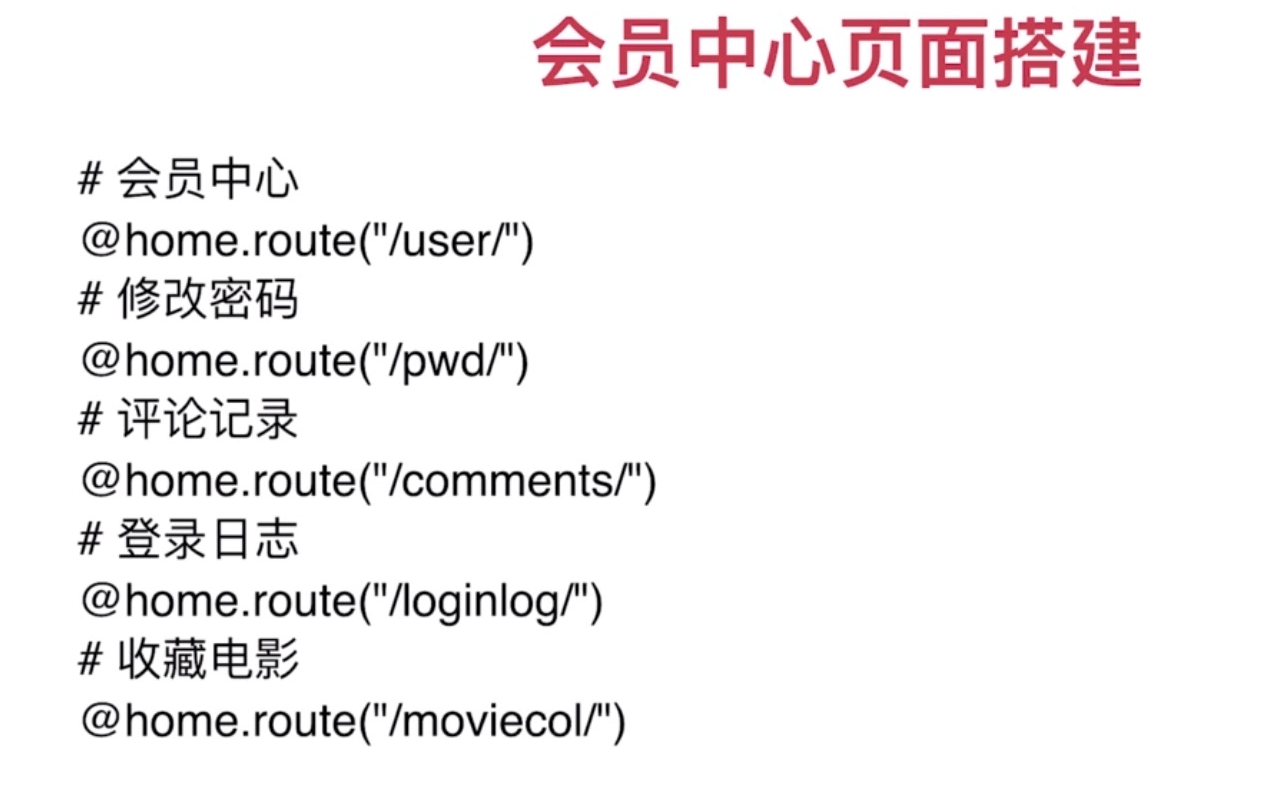 会员中心页面搭建
# 会员中心
@home.route("/user/")
# 修改密码
@home.route("/pwd/")
# 评论记录
@home.route("/comments/")
# 登录日志
@home.route("/loginlog/")
# 收藏电影
@home.route("/moviecol/")